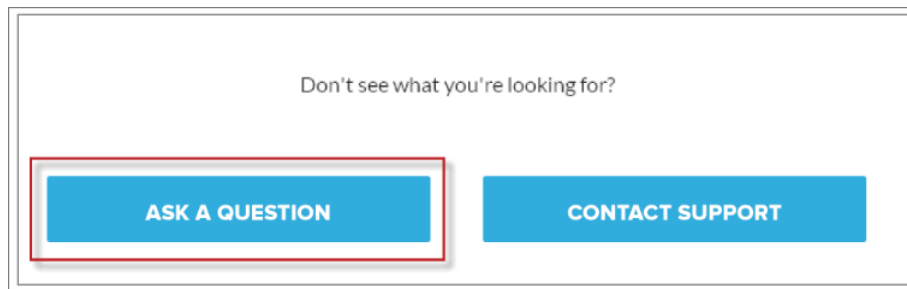 Don't see what you're looking for?
ASK A QUESTION
CONTACT SUPPORT